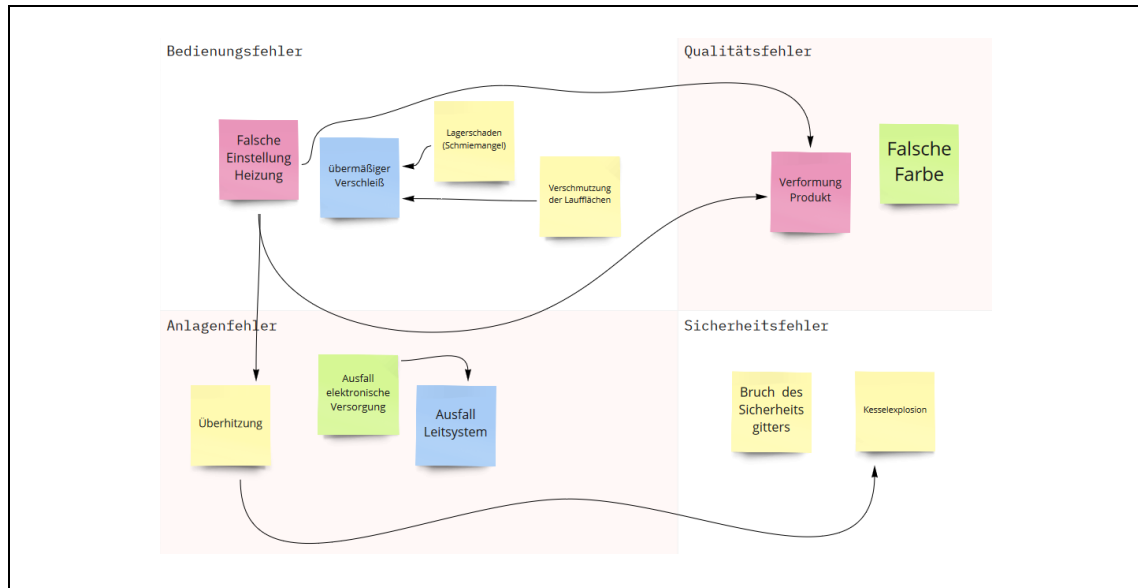 Bedienungsfehler
Qualitätsfehler
Falsche
Einstellung
Heizung
übermäßiger
Verschleiß
Lagerschaden
(Schmiemangel)
Verschmutzung
der Laufflächen
Verformung
Produkt
Falsche
Farbe
Anlagenfehler
Sicherheitsfehler
Überhitzung
Ausfall
elektronische
Versorgung
Ausfall
Leitsystem
Bruch des
Sicherheits
gitters
Kesselexplosion